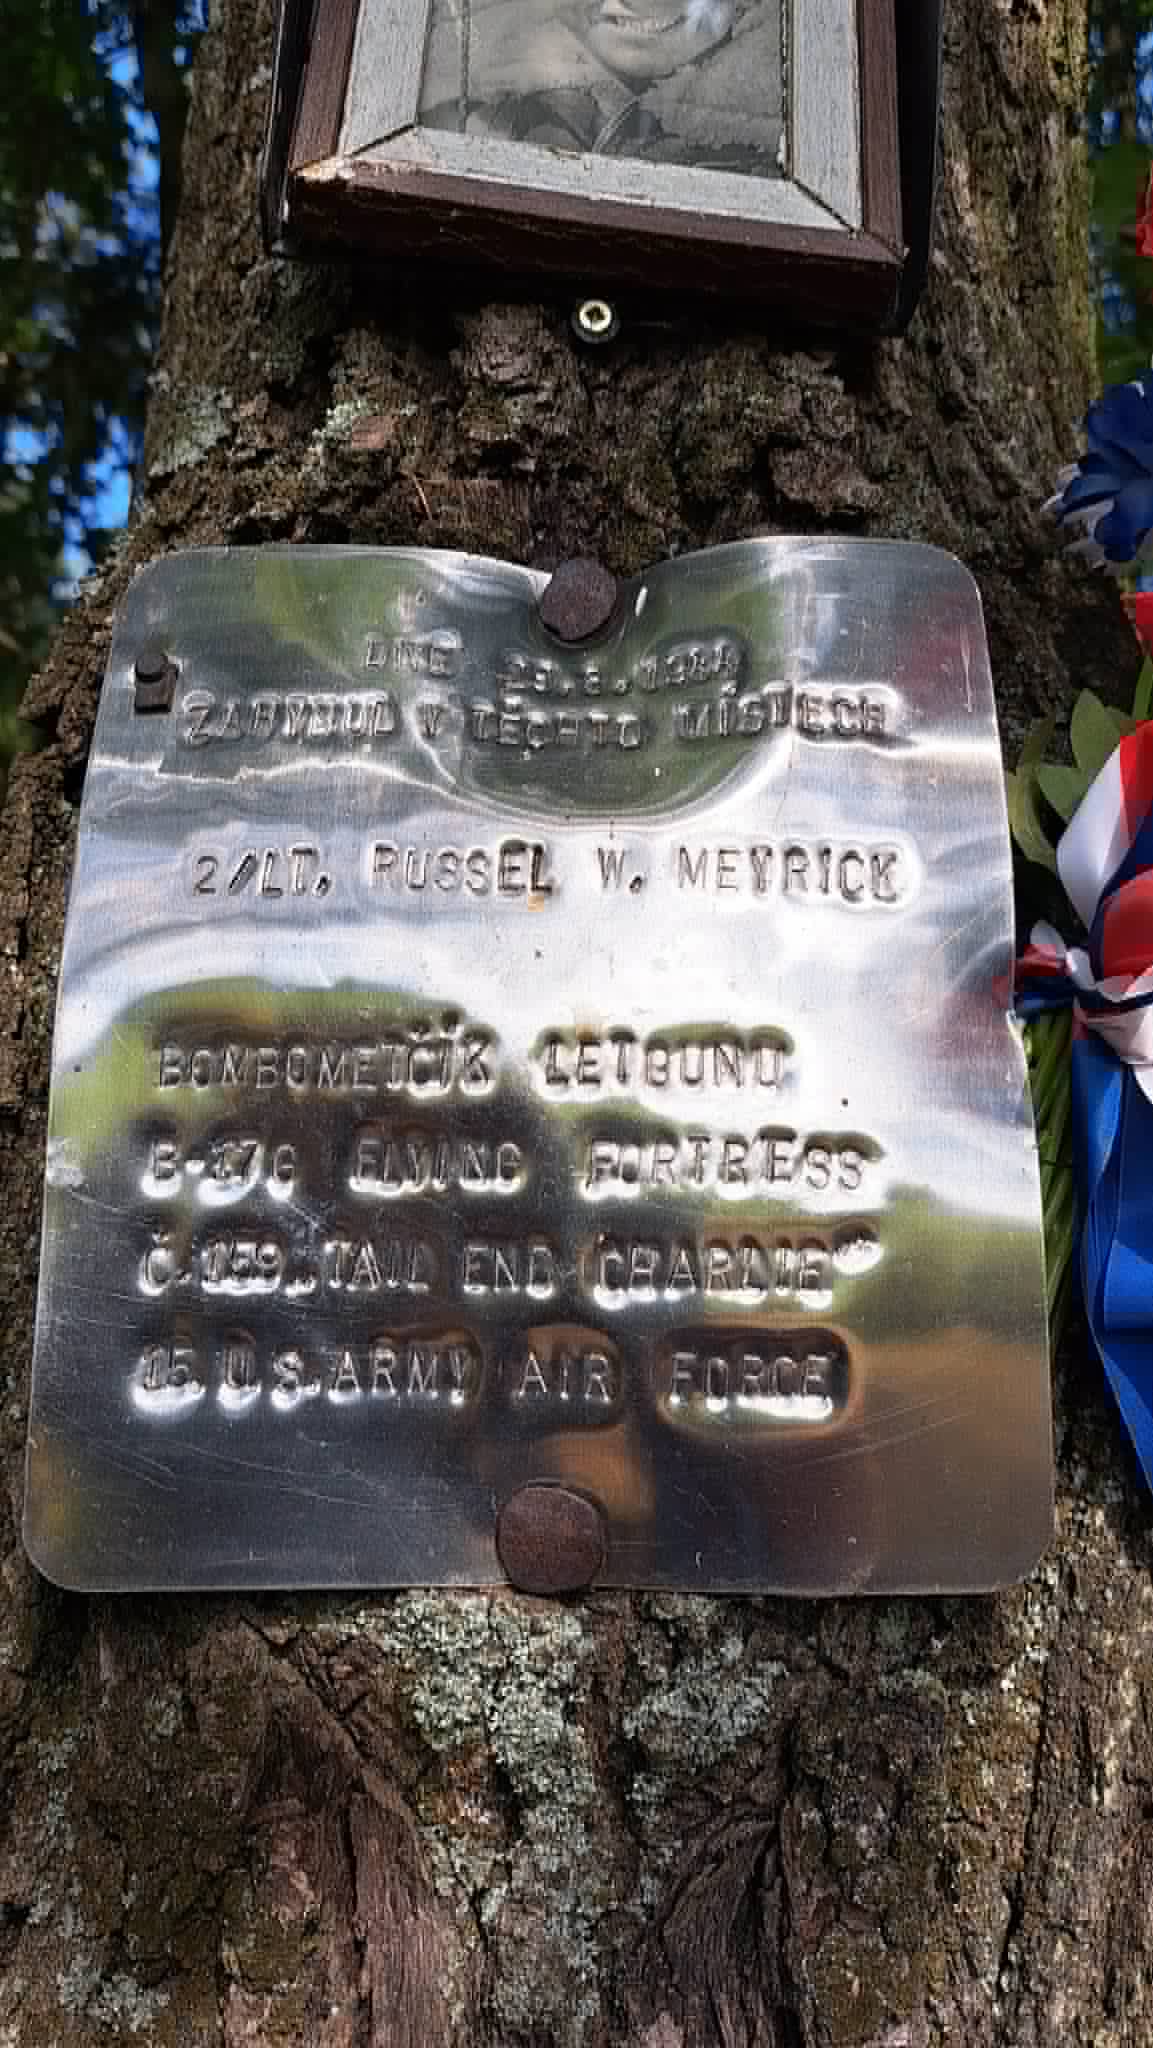 DNE 29.8.1944
ZAHYNUL V TĚCHTO MÍSTECH
2/LT. RUSSEL W. MEYRICK
BOMBOMETČÍK LETOUNU
B-17G FLYING FORTRESS
Č.159 „TAIL END CHARLIE"
15.U.S.ARMY AIR FORCE